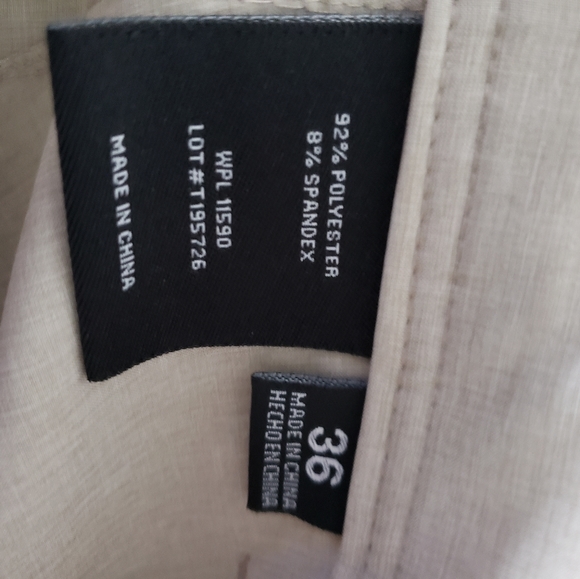 92% POLYESTER
8% SPANDEX
WPL 11590
LOT # T195726
MADE IN CHINA
36
MADE IN CHINA
HECHO EN CHINA